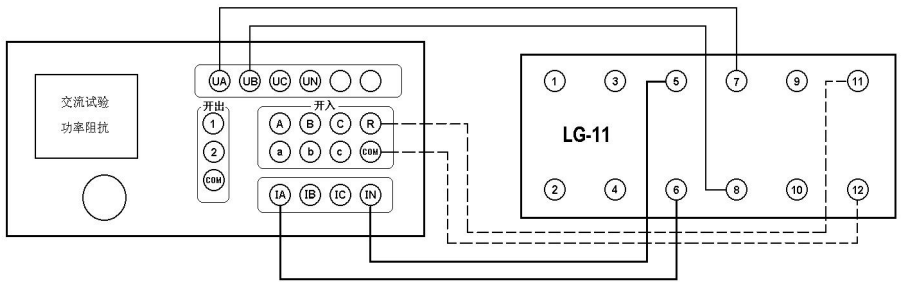 UA UB UC UN
交流试验
功率阻抗
开出
1
2
COM
开入
A B C R
a b c COM
IA IB IC IN
1 3 5 7 9 11
LG-11
2 4 6 8 10 12